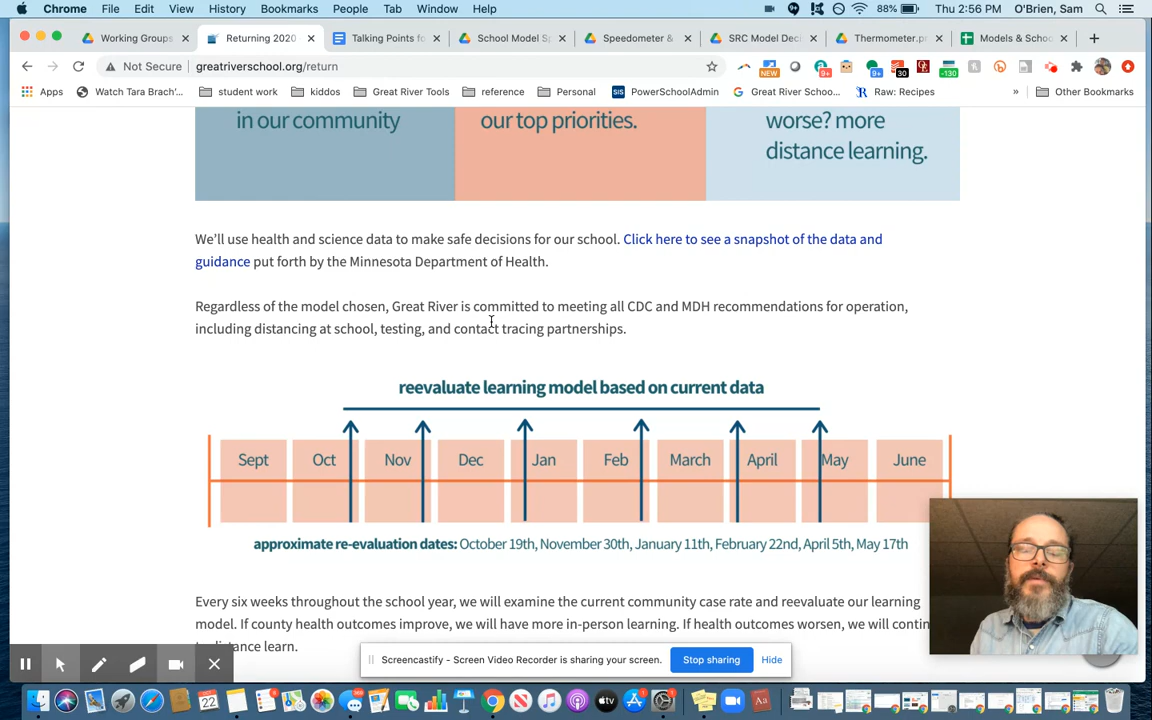 Chrome File Edit View History Bookmarks People Tab Window Help 88% Thu 2:56 PM O'Brien, Sam
Working Groups Returning 2020 Talking Points fo School Model S Speedometer & SRC Model Deci Thermometer.p Models & Schoo
Not Secure greatriverschool.org/return NEW 9+ 9+ 30 -130
Apps Watch Tara Brach'... student work kiddos Great River Tools reference Personal SIS PowerSchoolAdmin Great River Schoo... Raw: Recipes » Other Bookmarks
in our community
our top priorities.
worse? more
distance learning.
We'll use health and science data to make safe decisions for our school. Click here to see a snapshot of the data and
guidance put forth by the Minnesota Department of Health.
Regardless of the model chosen, Great River is committed to meeting all CDC and MDH recommendations for operation,
including distancing at school, testing, and contact tracing partnerships.
reevaluate learning model based on current data
Sept Oct Nov Dec Jan Feb March April May June
approximate re-evaluation dates: October 19th, November 30th, January 11th, February 22nd, April 5th, May 17th
Every six weeks throughout the school year, we will examine the current community case rate and reevaluate our learning
model. If county health outcomes improve, we will have more in-person learning. If health outcomes worsen, we will contin
learn.
Screencastify - Screen Video Recorder is sharing your screen. Stop sharing Hide
22